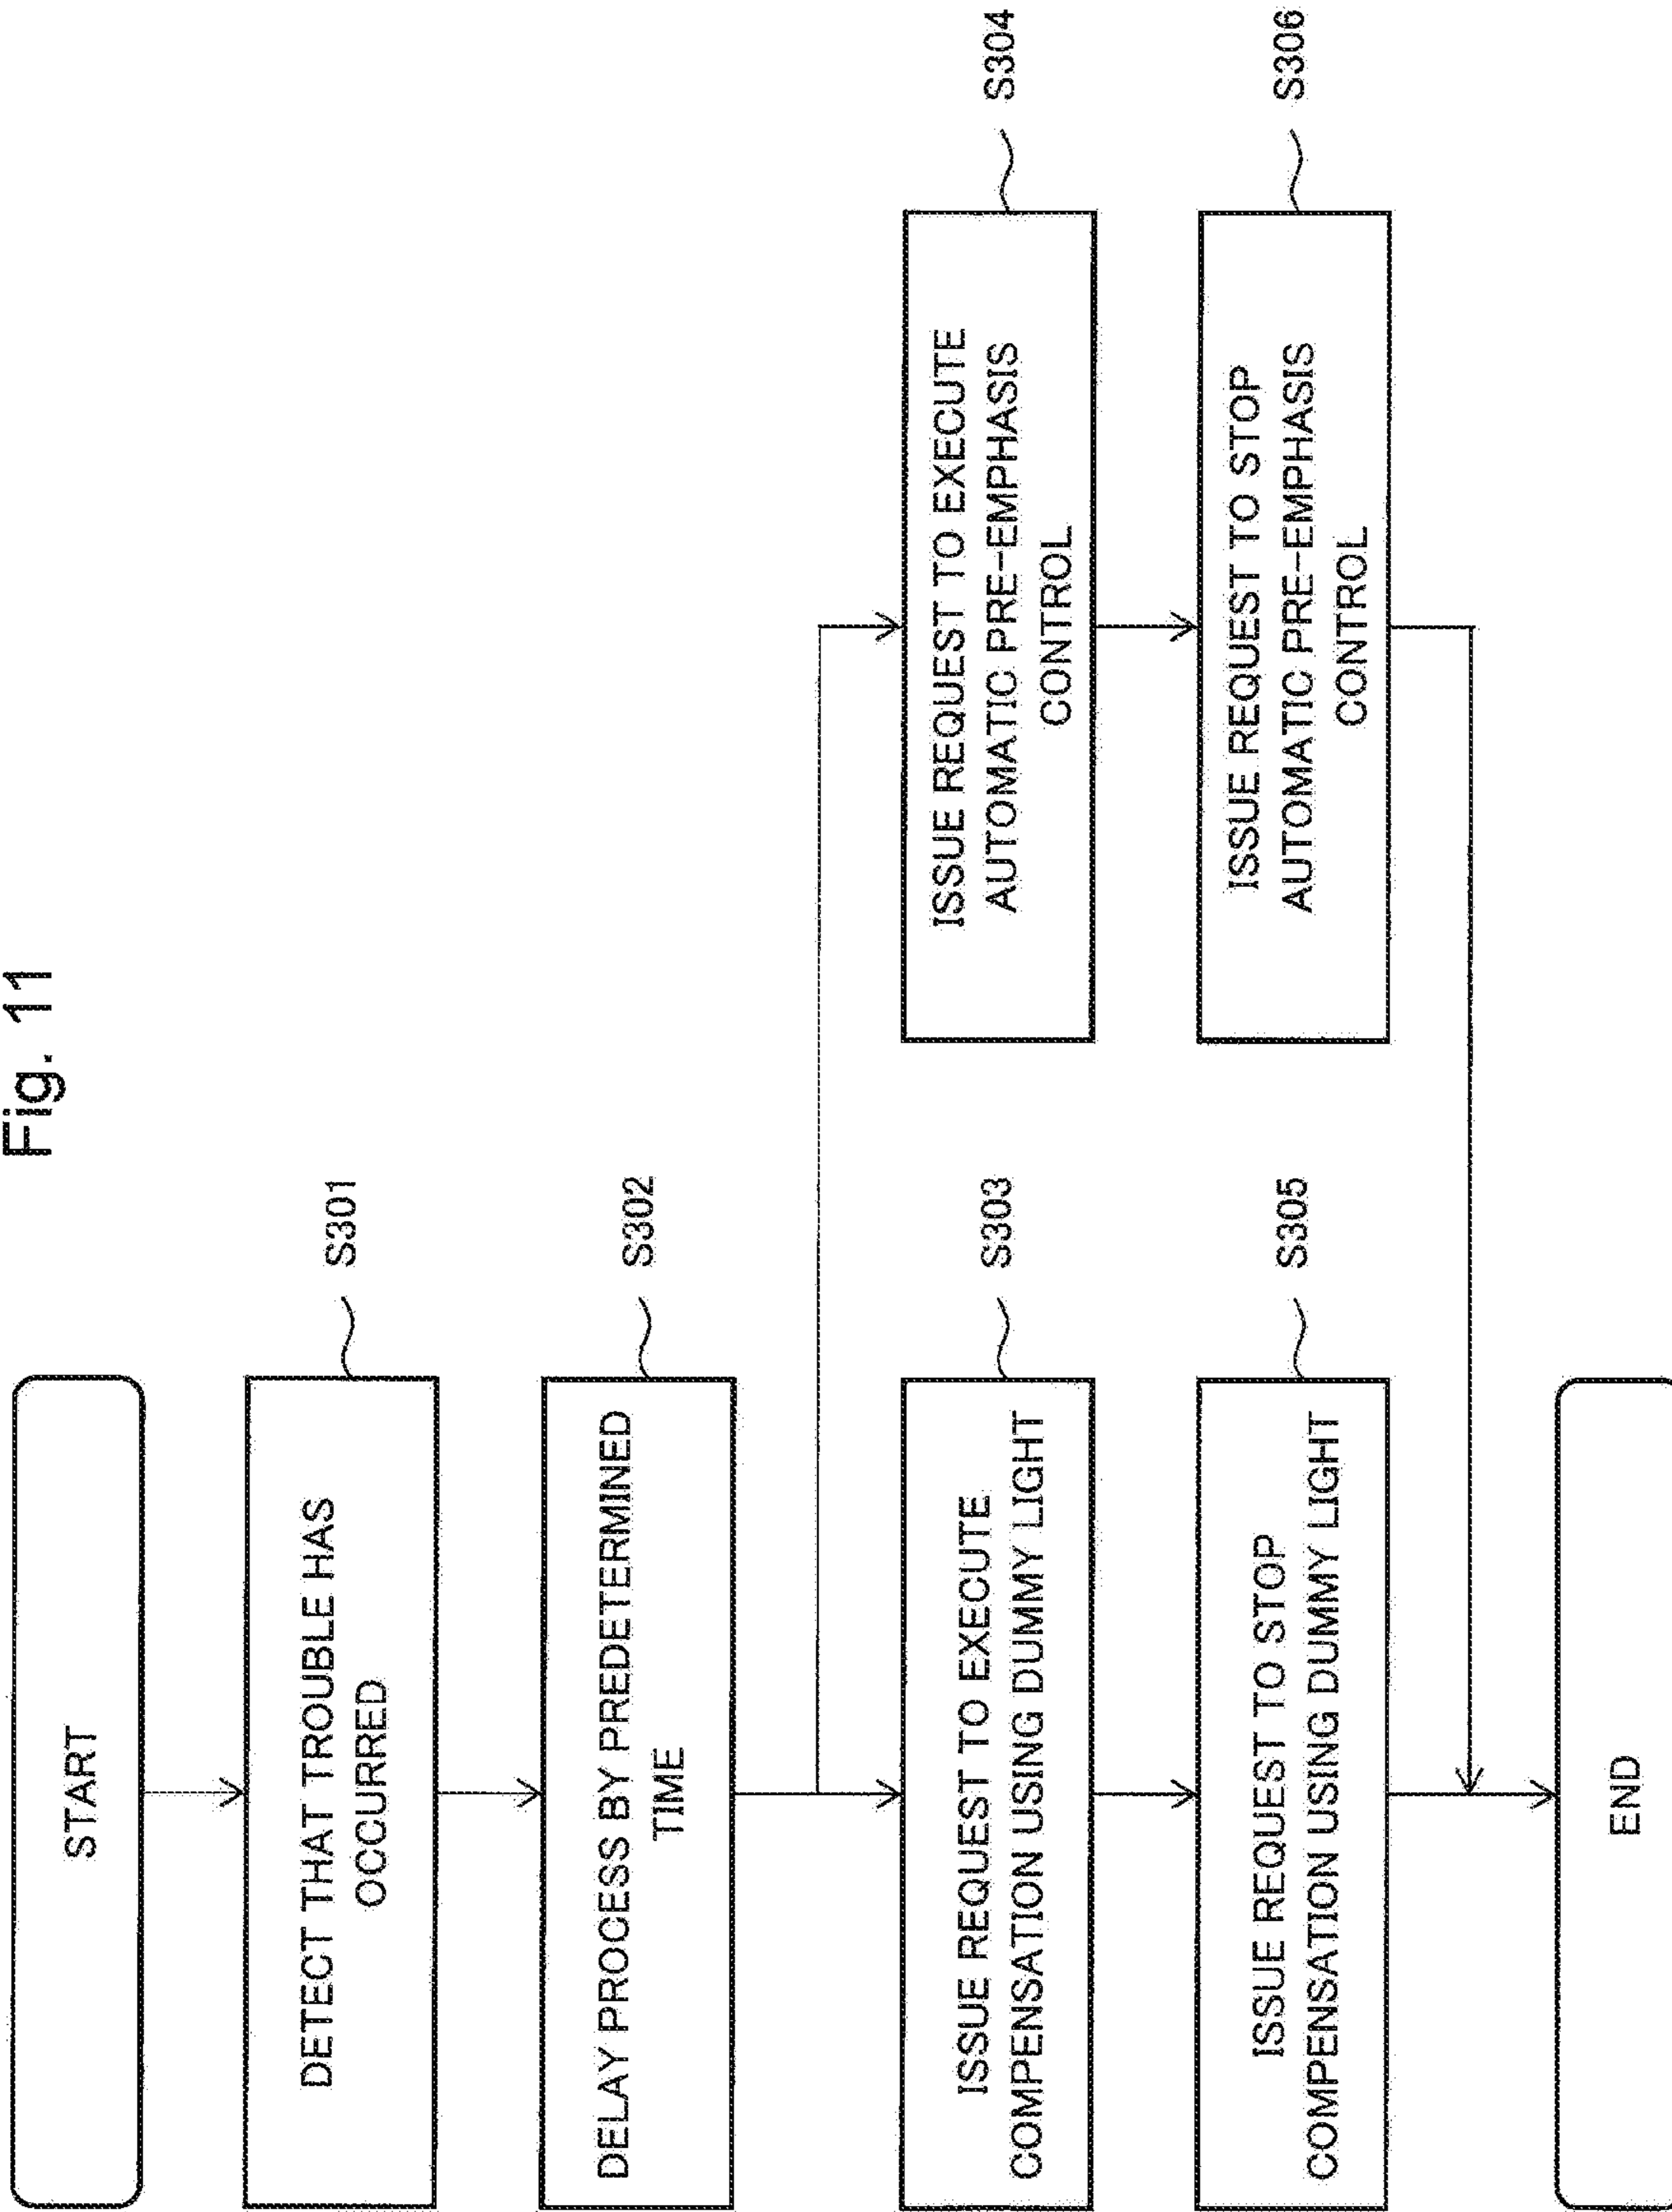 Fig. 11
START
DETECT THAT TROUBLE HAS
OCCURRED
S301
DELAY PROCESS BY PREDETERMINED
TIME
S302
ISSUE REQUEST TO EXECUTE
COMPENSATION USING DUMMY LIGHT
S303
ISSUE REQUEST TO EXECUTE
AUTOMATIC PRE-EMPHASIS
CONTROL
S304
ISSUE REQUEST TO STOP
COMPENSATION USING DUMMY LIGHT
S305
ISSUE REQUEST TO STOP
AUTOMATIC PRE-EMPHASIS
CONTROL
S306
END